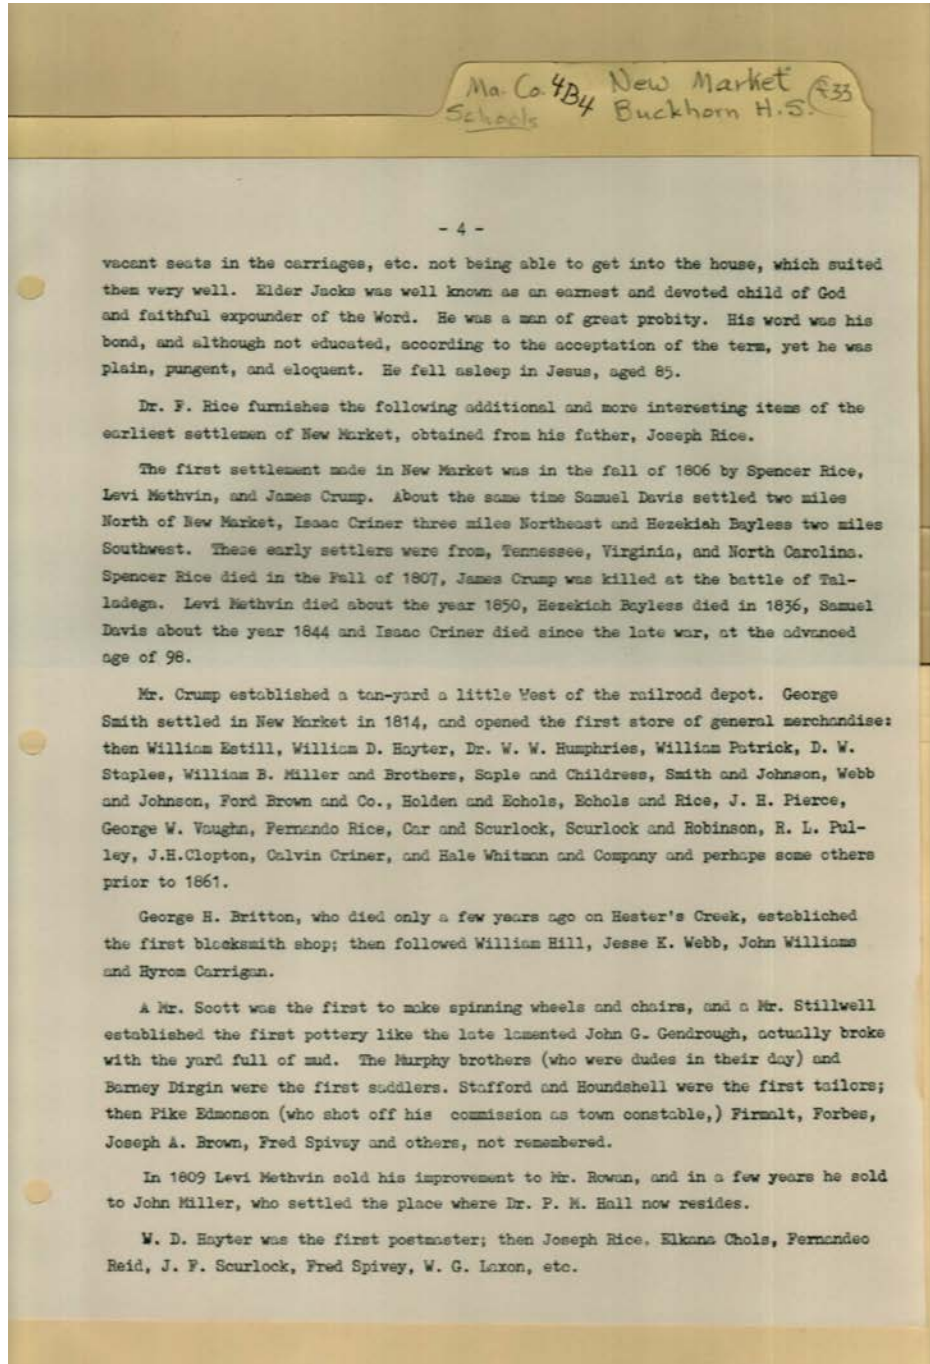 Ma. Co. 4B4 New Market £33
Schools Buckhorn H.S.
- 4 -
vacant seats in the carriages, etc. not being able to get into the house, which suited
them very well. Elder Jacks was well known as an earnest and devoted child of God
and faithful expounder of the Word. He was a man of great probity. His word was his
bond, and although not educated, according to the acceptation of the term, yet he was
plain, pungent, and eloquent. He fell asleep in Jesus, aged 85.
Dr. F. Rice furnishes the following additional and more interesting items of the
earliest settlemen of New Market, obtained from his father, Joseph Rice.
The first settlement made in New Market was in the fall of 1806 by Spencer Rice,
Levi Methvin, and James Crump. About the same time Samuel Davis settled two miles
North of New Market, Isaac Criner three miles Northeast and Hezekiah Bayless two miles
Southwest. These early settlers were from, Tennessee, Virginia, and North Carolina.
Spencer Rice died in the Fall of 1807, James Crump was killed at the battle of Tal-
ladega. Levi Methvin died about the year 1850, Hezekiah Bayless died in 1836, Samuel
Davis about the year 1844 and Isaac Criner died since the late war, at the advanced
age of 98.
Mr. Crump established a tan-yard a little West of the railroad depot. George
Smith settled in New Market in 1814, and opened the first store of general merchandise:
then William Estill, William D. Hayter, Dr. W. W. Humphries, William Patrick, D. W.
Staples, William B. Miller and Brothers, Saple and Childress, Smith and Johnson, Webb
and Johnson, Ford Brown and Co., Holden and Echols, Echols and Rice, J. H. Pierce,
George W. Vaughn, Fernando Rice, Car and Scurlock, Scurlock and Robinson, R. L. Pul-
ley, J.H.Clopton, Calvin Criner, and Hale Whitman and Company and perhaps some others
prior to 1861.
George H. Britton, who died only a few years ago on Hester's Creek, establiched
the first blacksmith shop; then followed William Hill, Jesse K. Webb, John Williams
and Hyrom Carrigan.
A Mr. Scott was the first to make spinning wheels and chairs, and a Mr. Stillwell
established the first pottery like the late lamented John G. Gendrough, actually broke
with the yard full of mud. The Murphy brothers (who were dudes in their day) and
Barney Dirgin were the first saddlers. Stafford and Houndshell were the first tailors;
then Pike Edmonson (who shot off his commission as town constable,) Firmalt, Forbes,
Joseph A. Brown, Fred Spivey and others, not remembered.
In 1809 Levi Methvin sold his improvement to Mr. Rowan, and in a few years he sold
to John Miller, who settled the place where Dr. P. M. Hall now resides.
W. D. Hayter was the first postmaster; then Joseph Rice, Elkana Chols, Fernandeo
Reid, J. F. Scurlock, Fred Spivey, W. G. Laxon, etc.